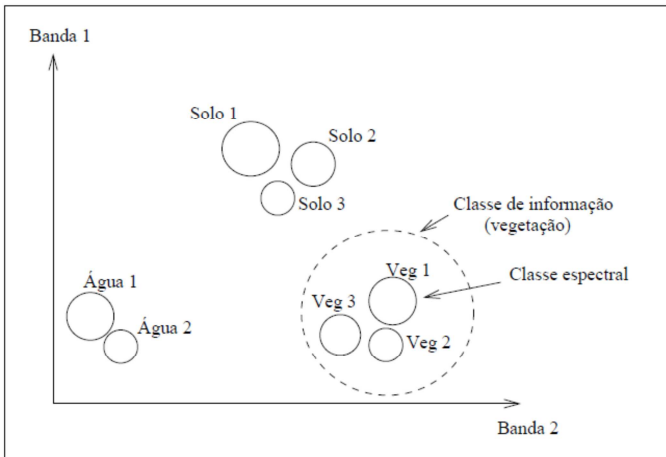 Banda 1
Solo 1
Solo 2
Solo 3
Classe de informação
(vegetação)
Classe espectral
Água 1
Água 2
Veg 1
Veg 3
Veg 2
Banda 2